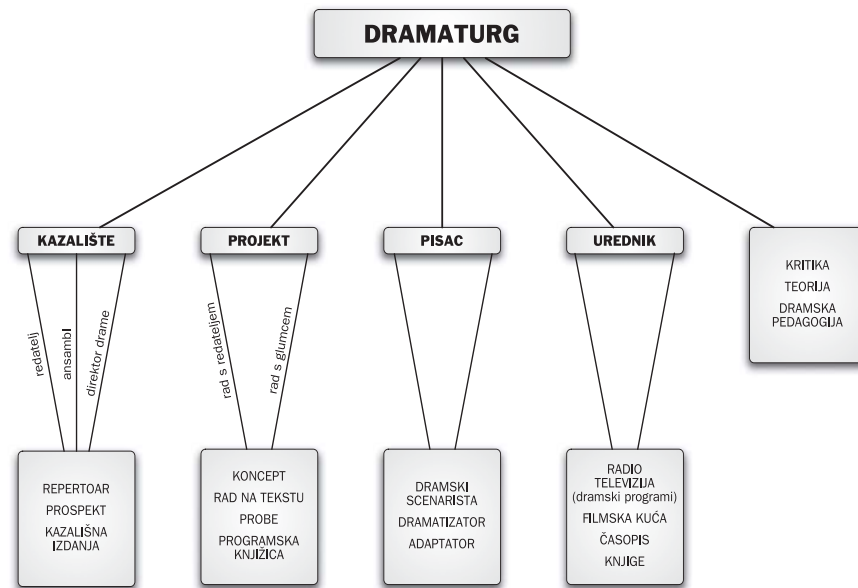 DRAMATURG
KAZALIŠTE
PROJEKT
PISAC
UREDNIK
KRITIKA
TEORIJA
DRAMSKA
PEDAGOGIJA
redatelj
ansambl
direktor drame
rad s redateljem
rad s glumcem
REPERTOAR
PROSPEKT
KAZALIŠNA
IZDANJA
KONCEPT
RAD NA TEKSTU
PROBE
PROGRAMSKA
KNJIŽICA
DRAMSKI
SCENARISTA
DRAMATIZATOR
ADAPTATOR
RADIO
TELEVIZIJA
(dramski programi)
FILMSKA KUĆA
ČASOPIS
KNJIGE